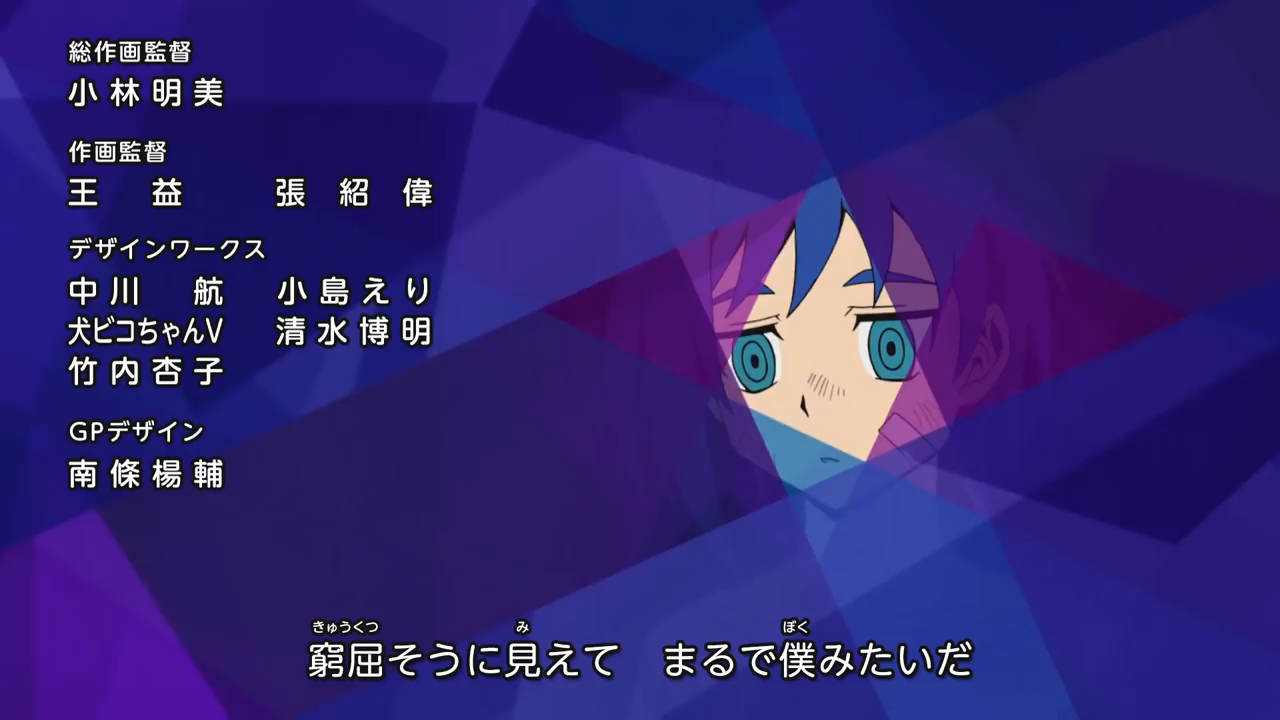 総作画監督
小林明美
作画監督
王益 張紹偉
デザインワークス
中川航 小島えり
犬ビコちゃんV 清水博明
竹内杏子
GPデザイン
南條楊輔
きゅうくつ み ぼく
窮屈そうに見えて まるで僕みたいだ